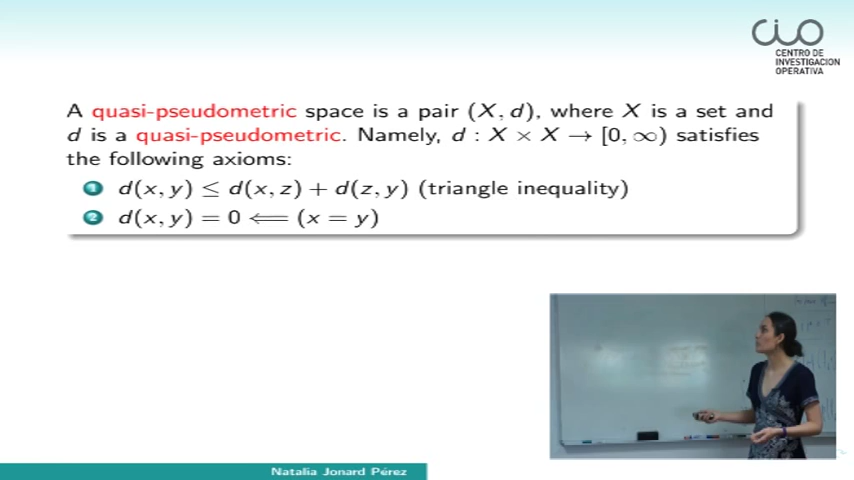 CIO
CENTRO DE
INVESTIGACION
OPERATIVA
A quasi-pseudometric space is a pair (X, d), where X is a set and
d is a quasi-pseudometric. Namely, d : X × X → [0, ∞) satisfies
the following axioms:
1 d(x, y) ≤ d(x, z) + d(z, y) (triangle inequality)
2 d(x, y) = 0 ⟸ (x = y)
Natalia Jonard Pérez